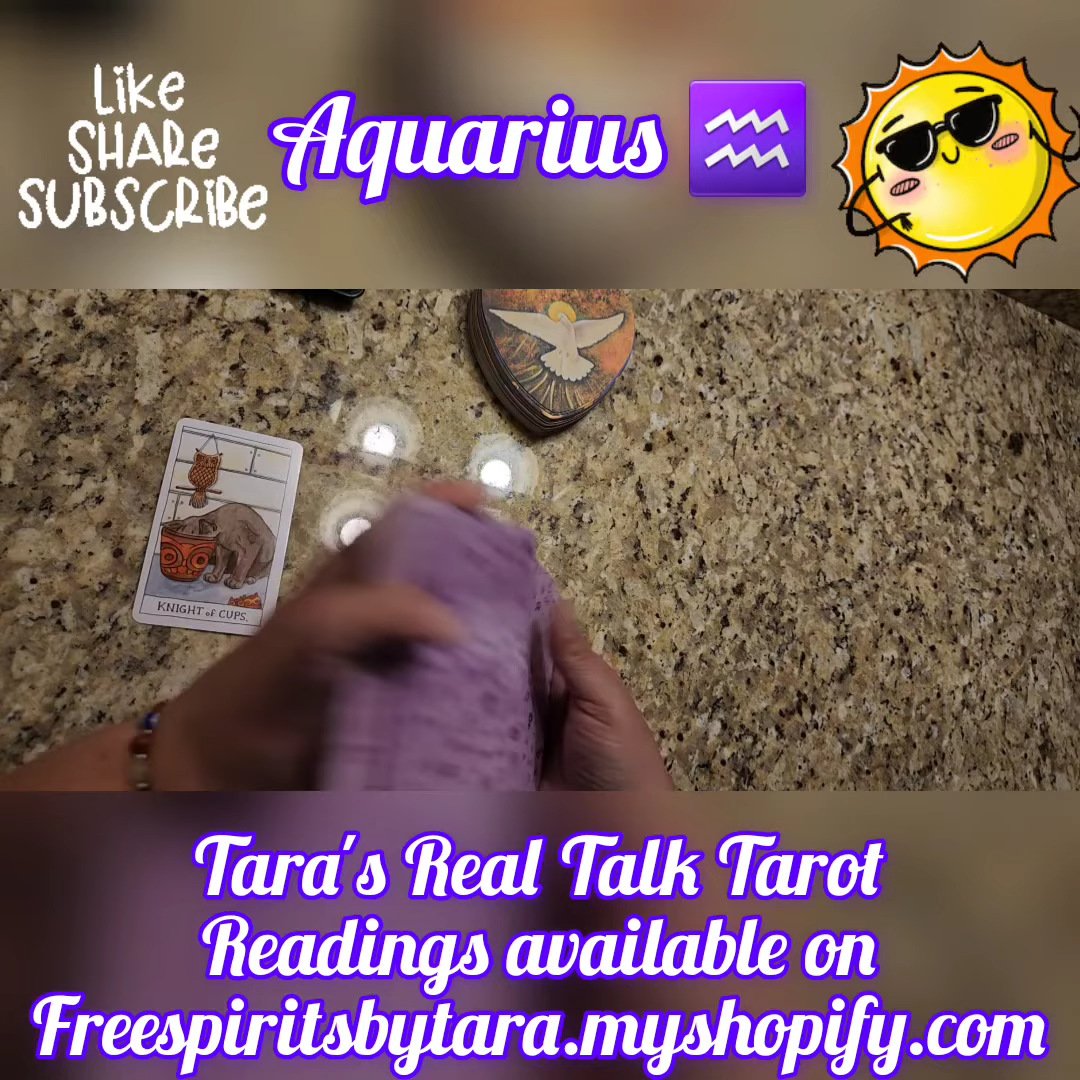 LiKe
SHARe
SUBSCRiBe
Aquarius ♒
KNIGHT of CUPS.
Tara's Real Talk Tarot
Readings available on
Freespiritsbytara.myshopify.com